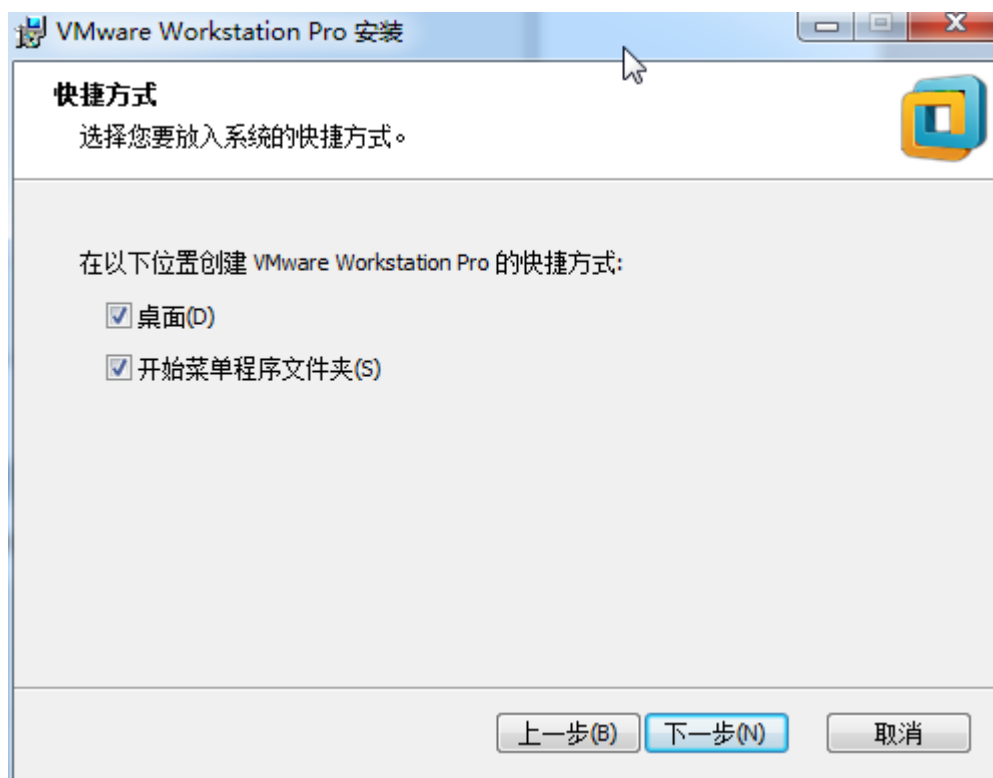 VMware Workstation Pro 安装
快捷方式
选择您要放入系统的快捷方式。
在以下位置创建 VMware Workstation Pro 的快捷方式:
桌面(D)
开始菜单程序文件夹(S)
上一步(B) 下一步(N) 取消